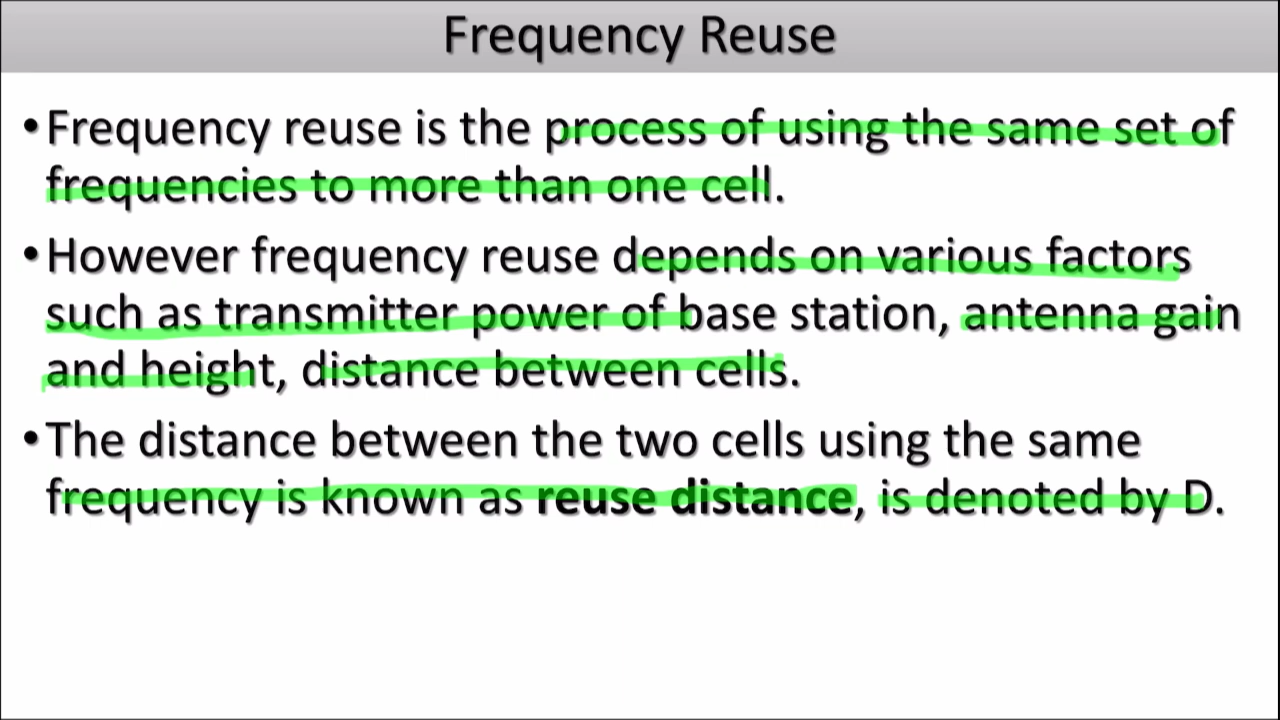 Frequency Reuse
•Frequency reuse is the process of using the same set of
frequencies to more than one cell.
•However frequency reuse depends on various factors
such as transmitter power of base station, antenna gain
and height, distance between cells.
•The distance between the two cells using the same
frequency is known as reuse distance, is denoted by D.